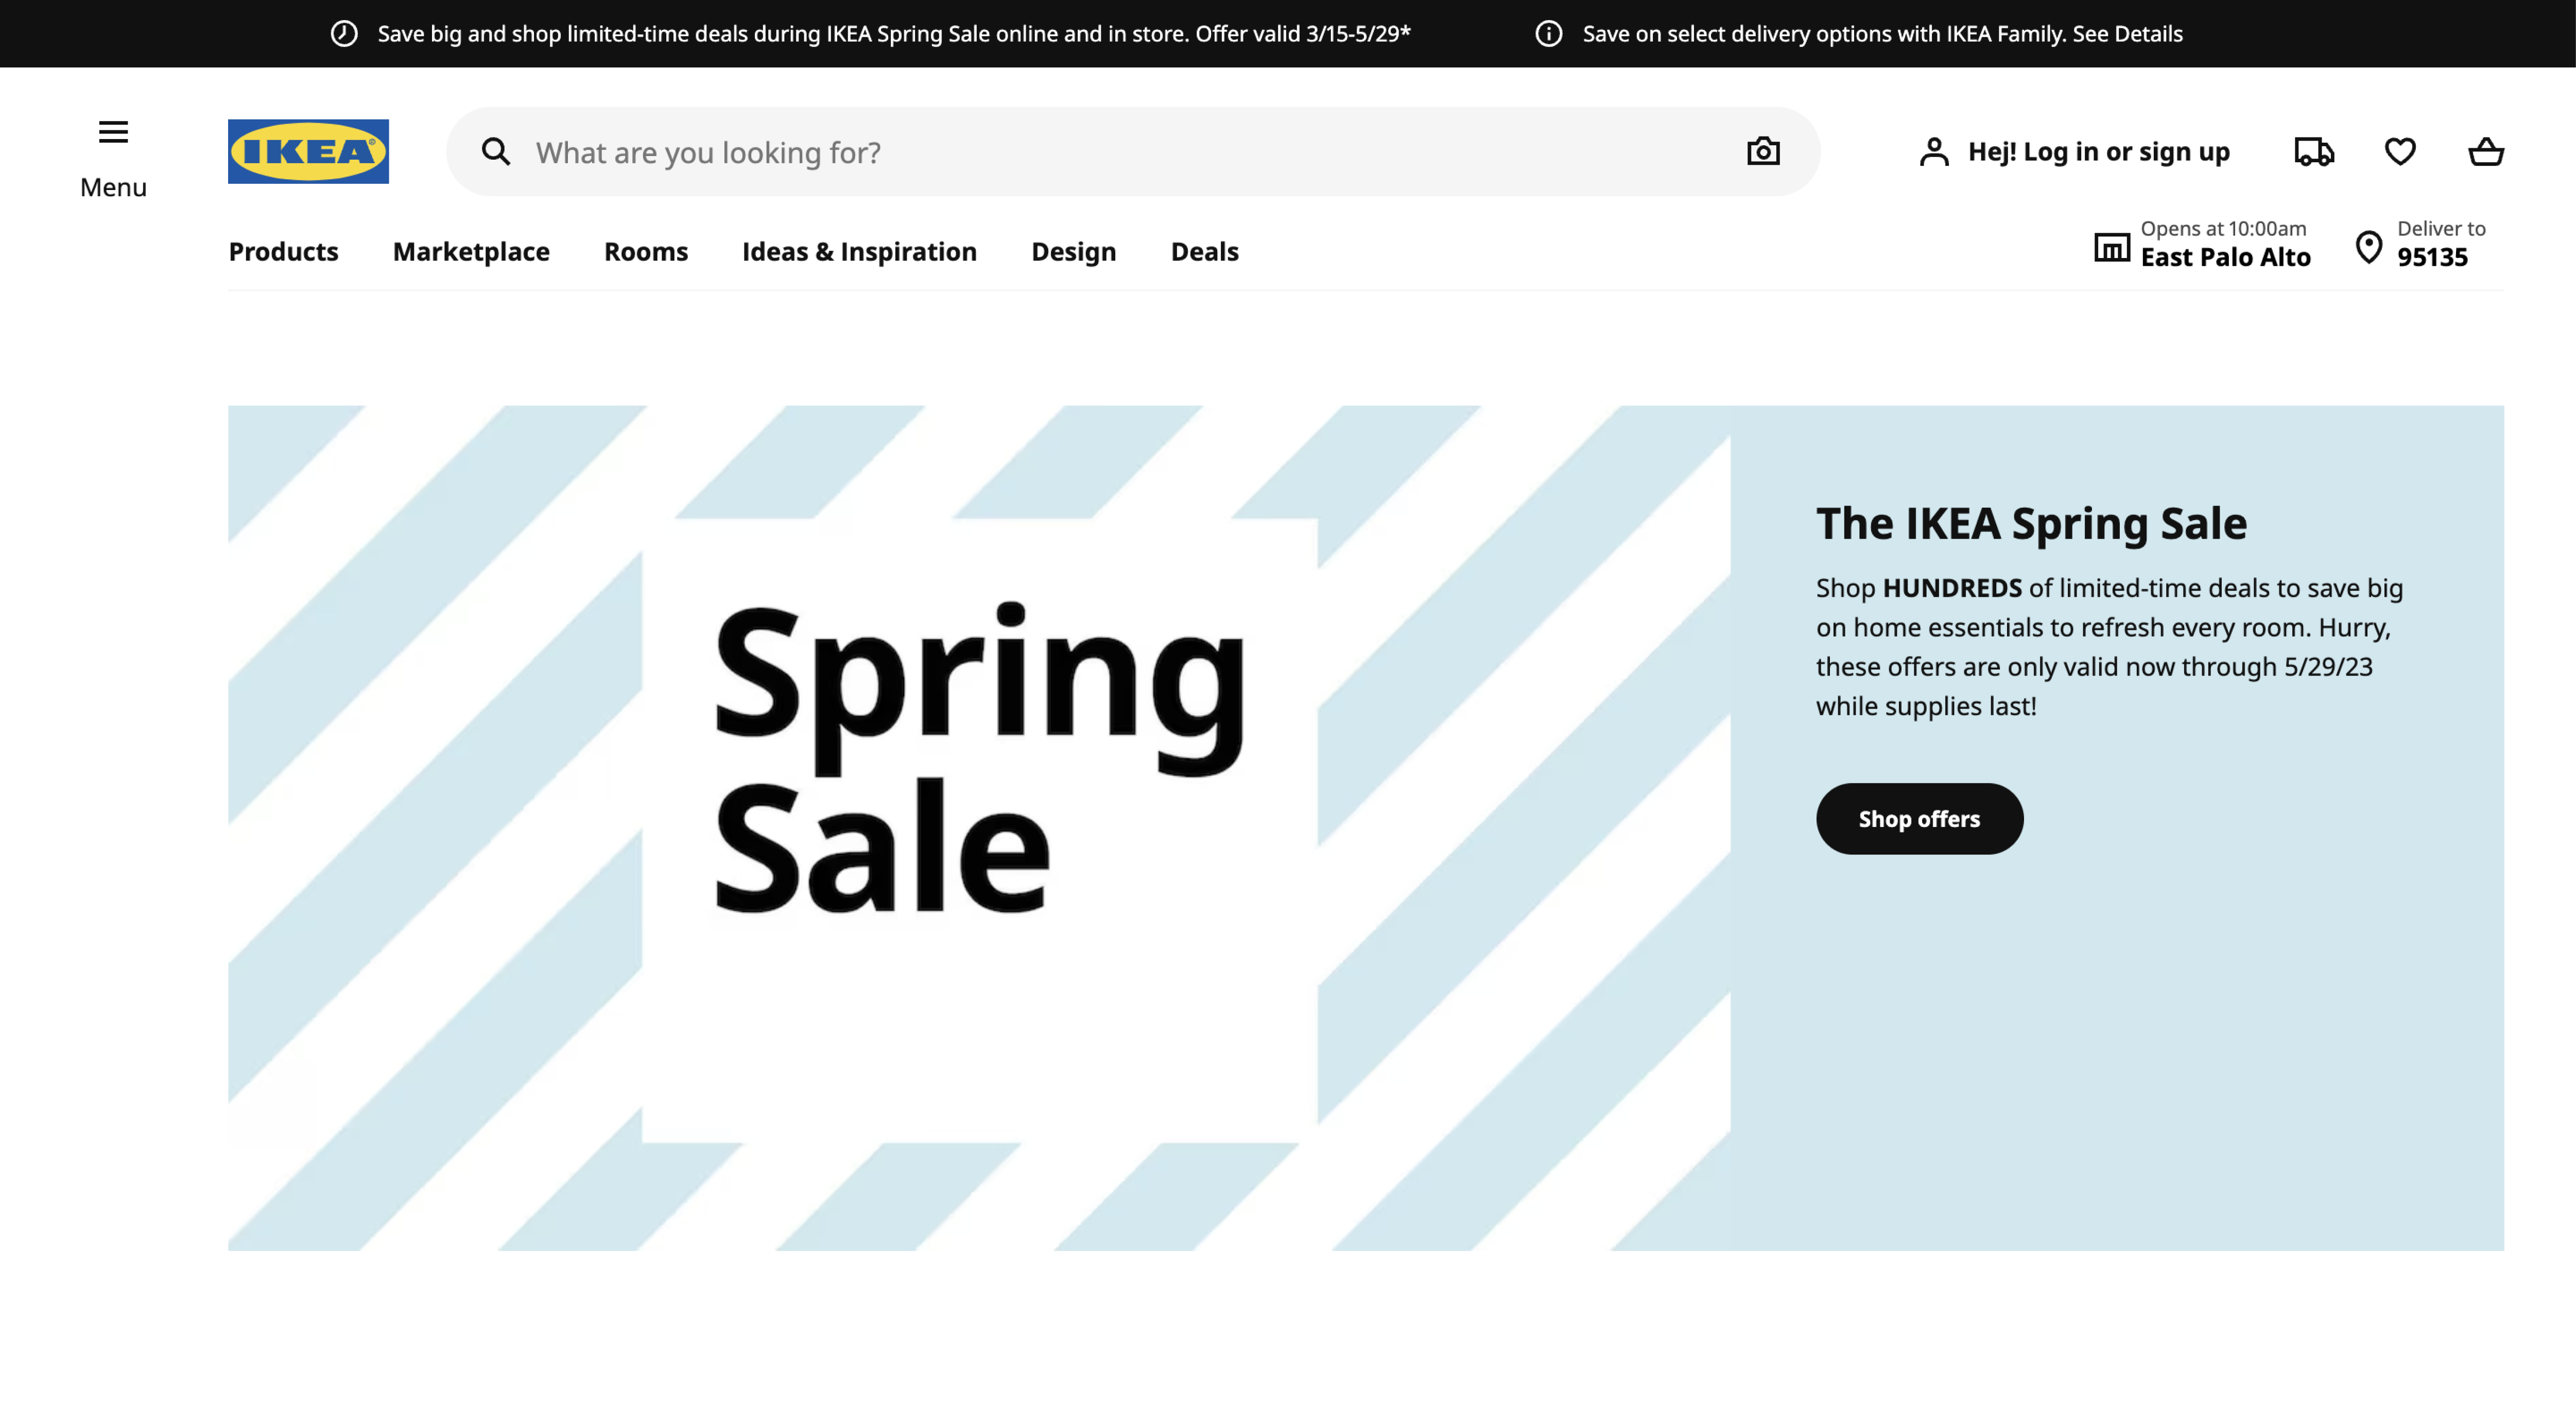 Save big and shop limited-time deals during IKEA Spring Sale online and in store. Offer valid 3/15-5/29*
Save on select delivery options with IKEA Family. See Details
Menu
IKEA
What are you looking for?
Hej! Log in or sign up
Products
Marketplace
Rooms
Ideas & Inspiration
Design
Deals
Opens at 10:00am
East Palo Alto
Deliver to
95135
Spring
Sale
The IKEA Spring Sale
Shop HUNDREDS of limited-time deals to save big
on home essentials to refresh every room. Hurry,
these offers are only valid now through 5/29/23
while supplies last!
Shop offers